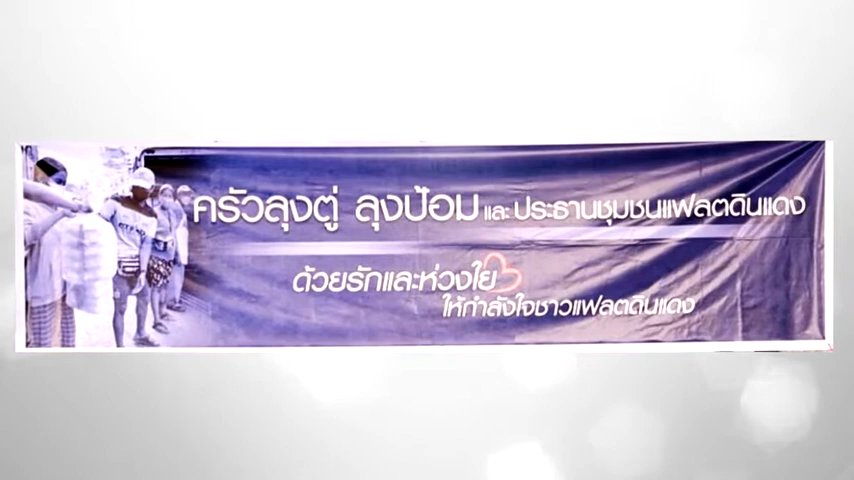 ครัวลุงตู่ ลุงป้อม และ ประธานชุมชนแฟลตดินแดง
ด้วยรักและห่วงใย
ให้กำลังใจชาวแฟลตดินแดง